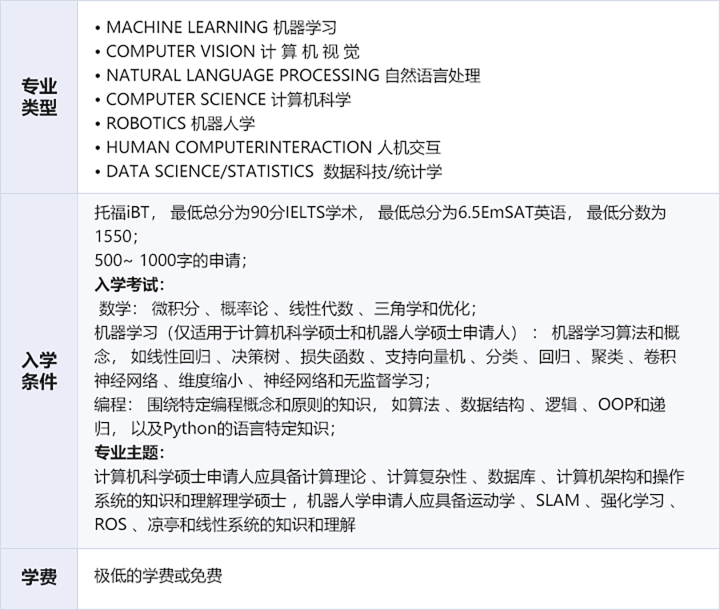 专业
类型
• MACHINE LEARNING 机器学习
• COMPUTER VISION 计 算 机 视 觉
• NATURAL LANGUAGE PROCESSING 自然语言处理
• COMPUTER SCIENCE 计算机科学
• ROBOTICS 机器人学
• HUMAN COMPUTERINTERACTION 人机交互
• DATA SCIENCE/STATISTICS 数据科技/统计学
入学
条件
托福iBT， 最低总分为90分IELTS学术， 最低总分为6.5EmSAT英语， 最低分数为
1550；
500~ 1000字的申请；
入学考试：
数学： 微积分 、概率论 、线性代数 、三角学和优化；
机器学习（仅适用于计算机科学硕士和机器人学硕士申请人） ： 机器学习算法和概
念， 如线性回归 、决策树 、损失函数 、支持向量机 、分类 、回归 、聚类 、卷积
神经网络 、维度缩小 、神经网络和无监督学习；
编程： 围绕特定编程概念和原则的知识， 如算法 、数据结构 、逻辑 、OOP和递
归， 以及Python的语言特定知识；
专业主题：
计算机科学硕士申请人应具备计算理论 、计算复杂性 、数据库 、计算机架构和操作
系统的知识和理解理学硕士 ，机器人学申请人应具备运动学 、SLAM 、强化学习 、
ROS 、凉亭和线性系统的知识和理解
学费
极低的学费或免费